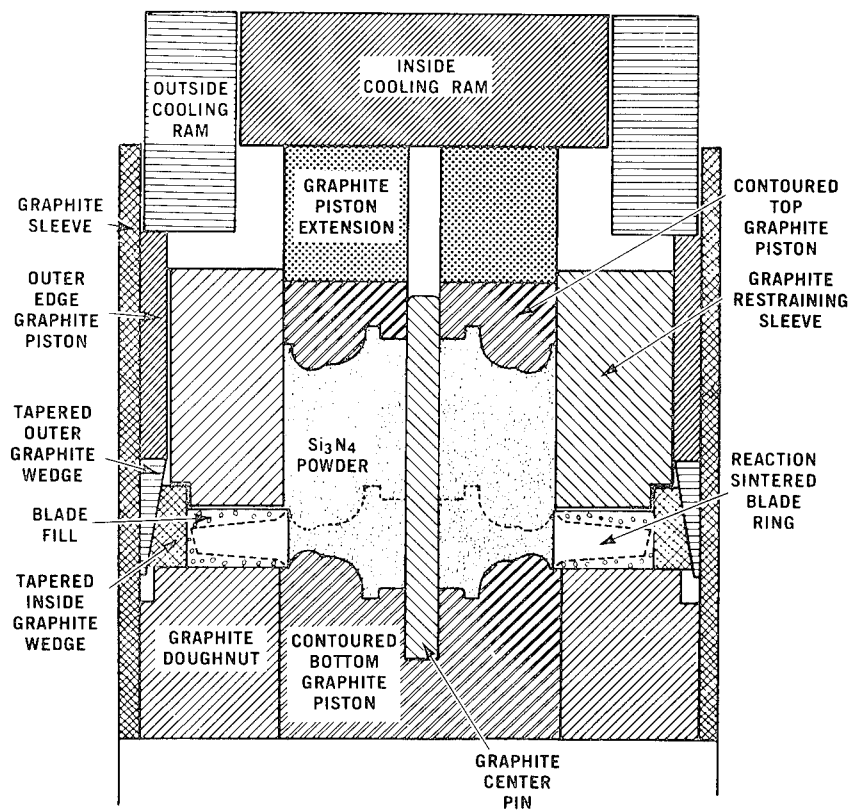 OUTSIDE
COOLING
RAM
INSIDE
COOLING RAM
GRAPHITE
SLEEVE
GRAPHITE
PISTON
EXTENSION
CONTOURED
TOP
GRAPHITE
PISTON
OUTER
EDGE
GRAPHITE
PISTON
GRAPHITE
RESTRAINING
SLEEVE
TAPERED
OUTER
GRAPHITE
WEDGE
Si3N4
POWDER
REACTION
SINTERED
BLADE
RING
BLADE
FILL
TAPERED
INSIDE
GRAPHITE
WEDGE
GRAPHITE
DOUGHNUT
CONTOURED
BOTTOM
GRAPHITE
PISTON
GRAPHITE
CENTER
PIN